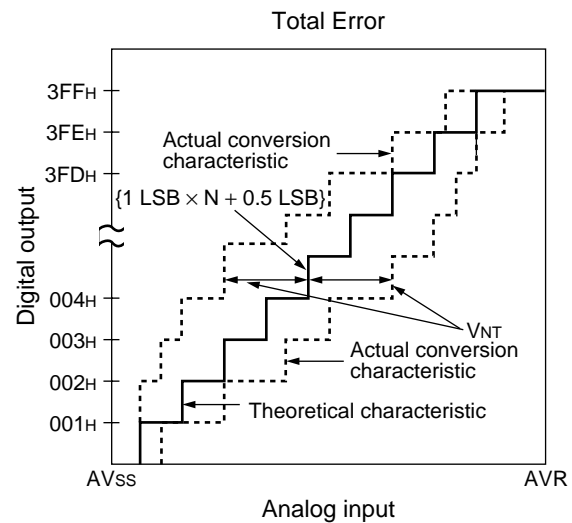 Total Error
3FFH
3FEH
3FDH
Actual conversion
characteristic
{1 LSB × N + 0.5 LSB}
Digital output
004H
003H
002H
001H
VNT
Actual conversion
characteristic
Theoretical characteristic
AVSS
AVR
Analog input